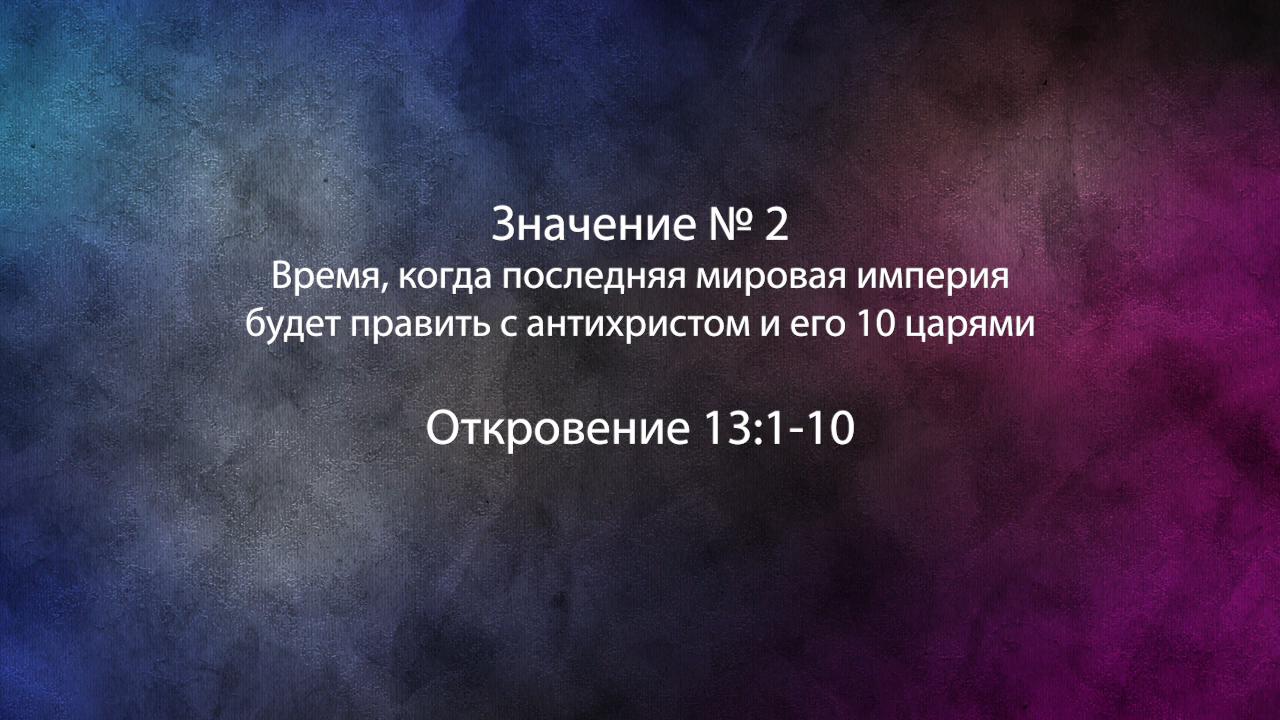 Значение № 2
Время, когда последняя мировая империя
будет править с антихристом и его 10 царями
Откровение 13:1-10